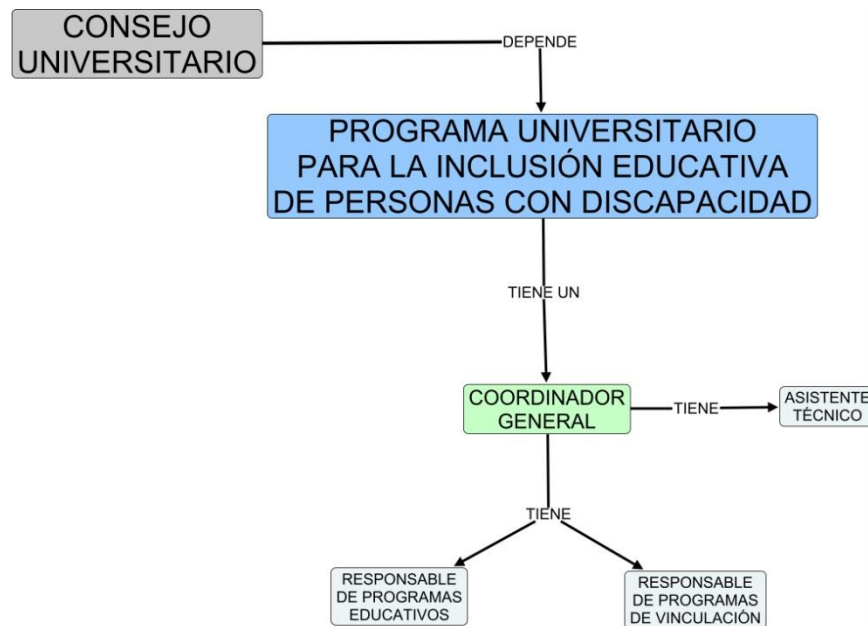 CONSEJO
UNIVERSITARIO
DEPENDE
PROGRAMA UNIVERSITARIO
PARA LA INCLUSIÓN EDUCATIVA
DE PERSONAS CON DISCAPACIDAD
TIENE UN
COORDINADOR
GENERAL
TIENE
ASISTENTE
TÉCNICO
TIENE
RESPONSABLE
DE PROGRAMAS
EDUCATIVOS
RESPONSABLE
DE PROGRAMAS
DE VINCULACIÓN